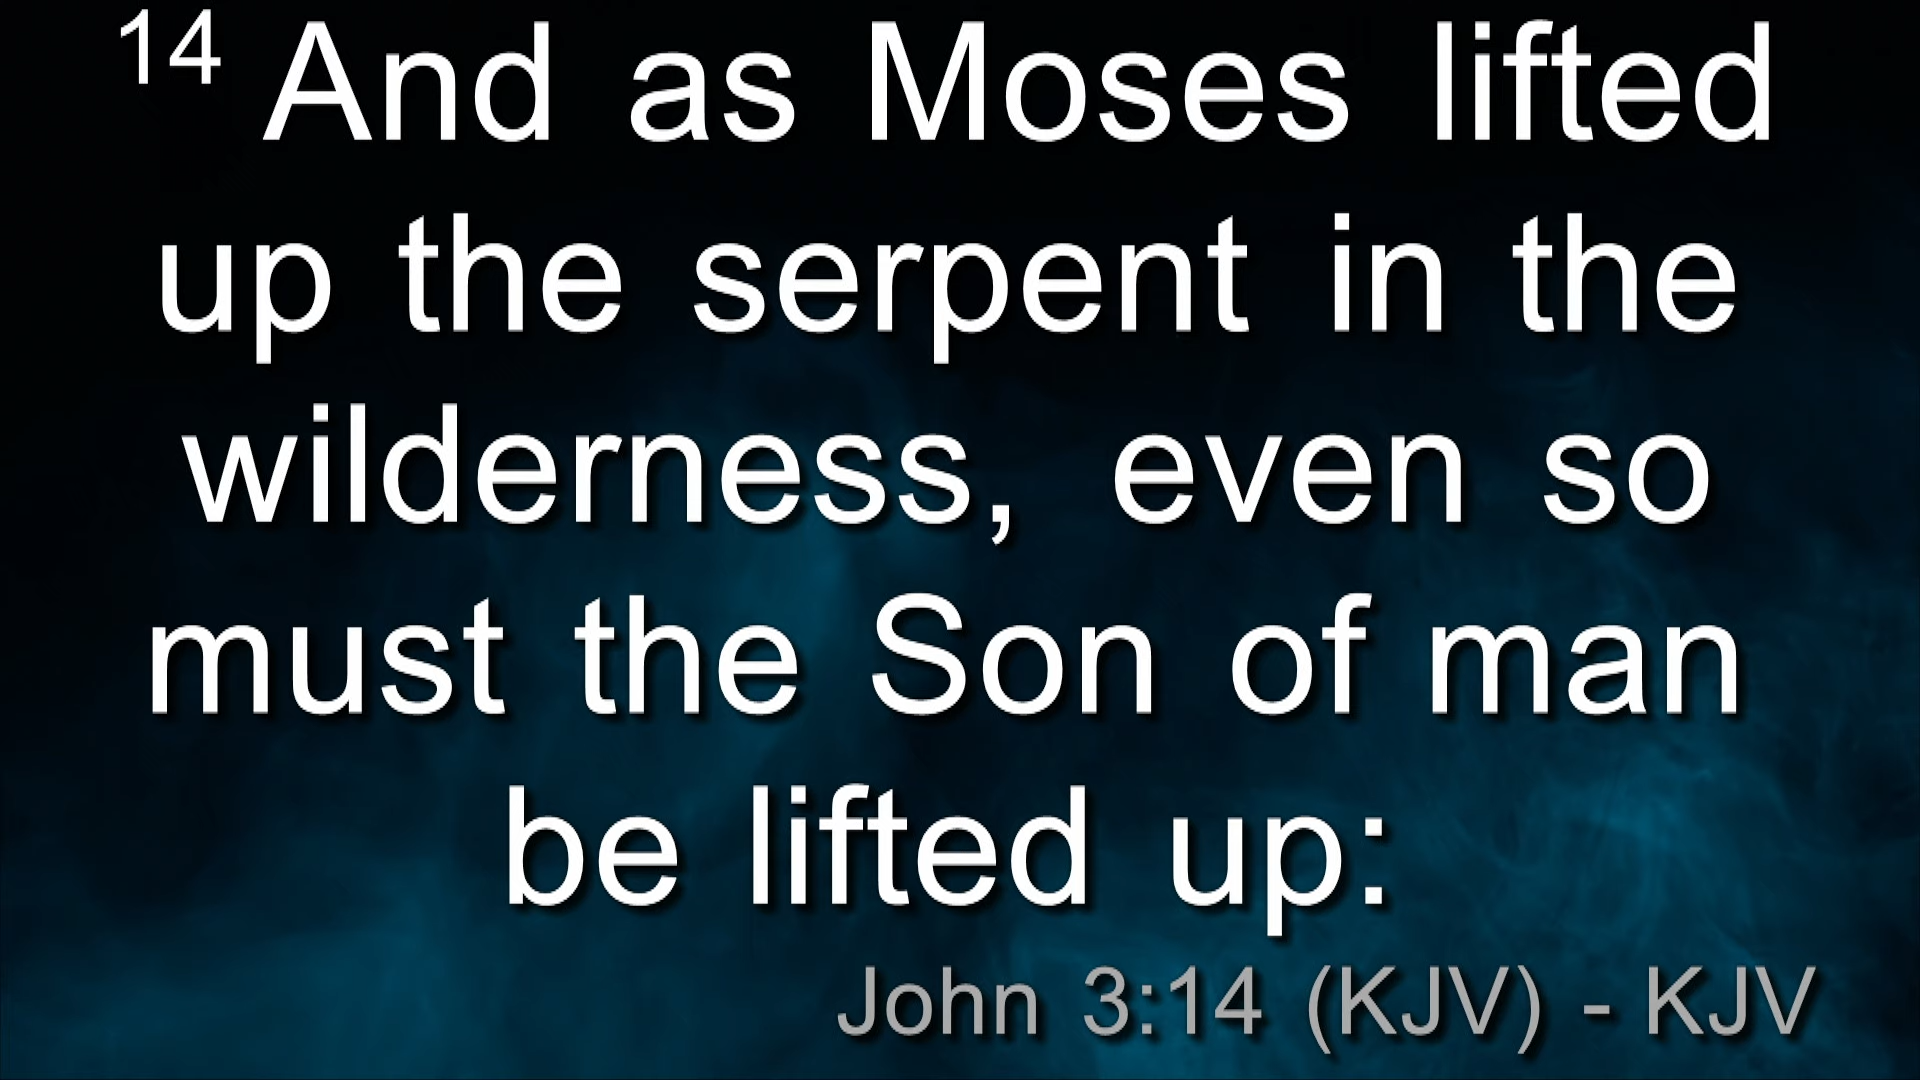 14 And as Moses lifted
up the serpent in the
wilderness, even so
must the Son of man
be lifted up:
John 3:14 (KJV) - KJV